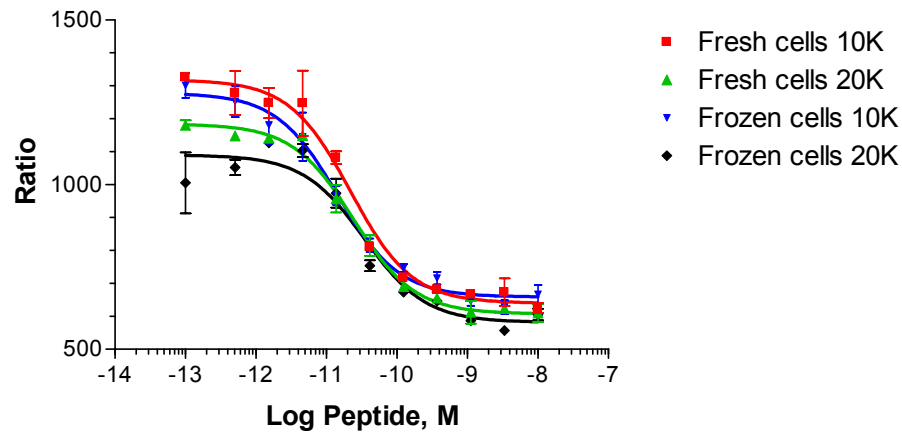 1500
1000
500
Ratio
-14 -13 -12 -11 -10 -9 -8 -7
Log Peptide, M
Fresh cells 10K
Fresh cells 20K
Frozen cells 10K
Frozen cells 20K